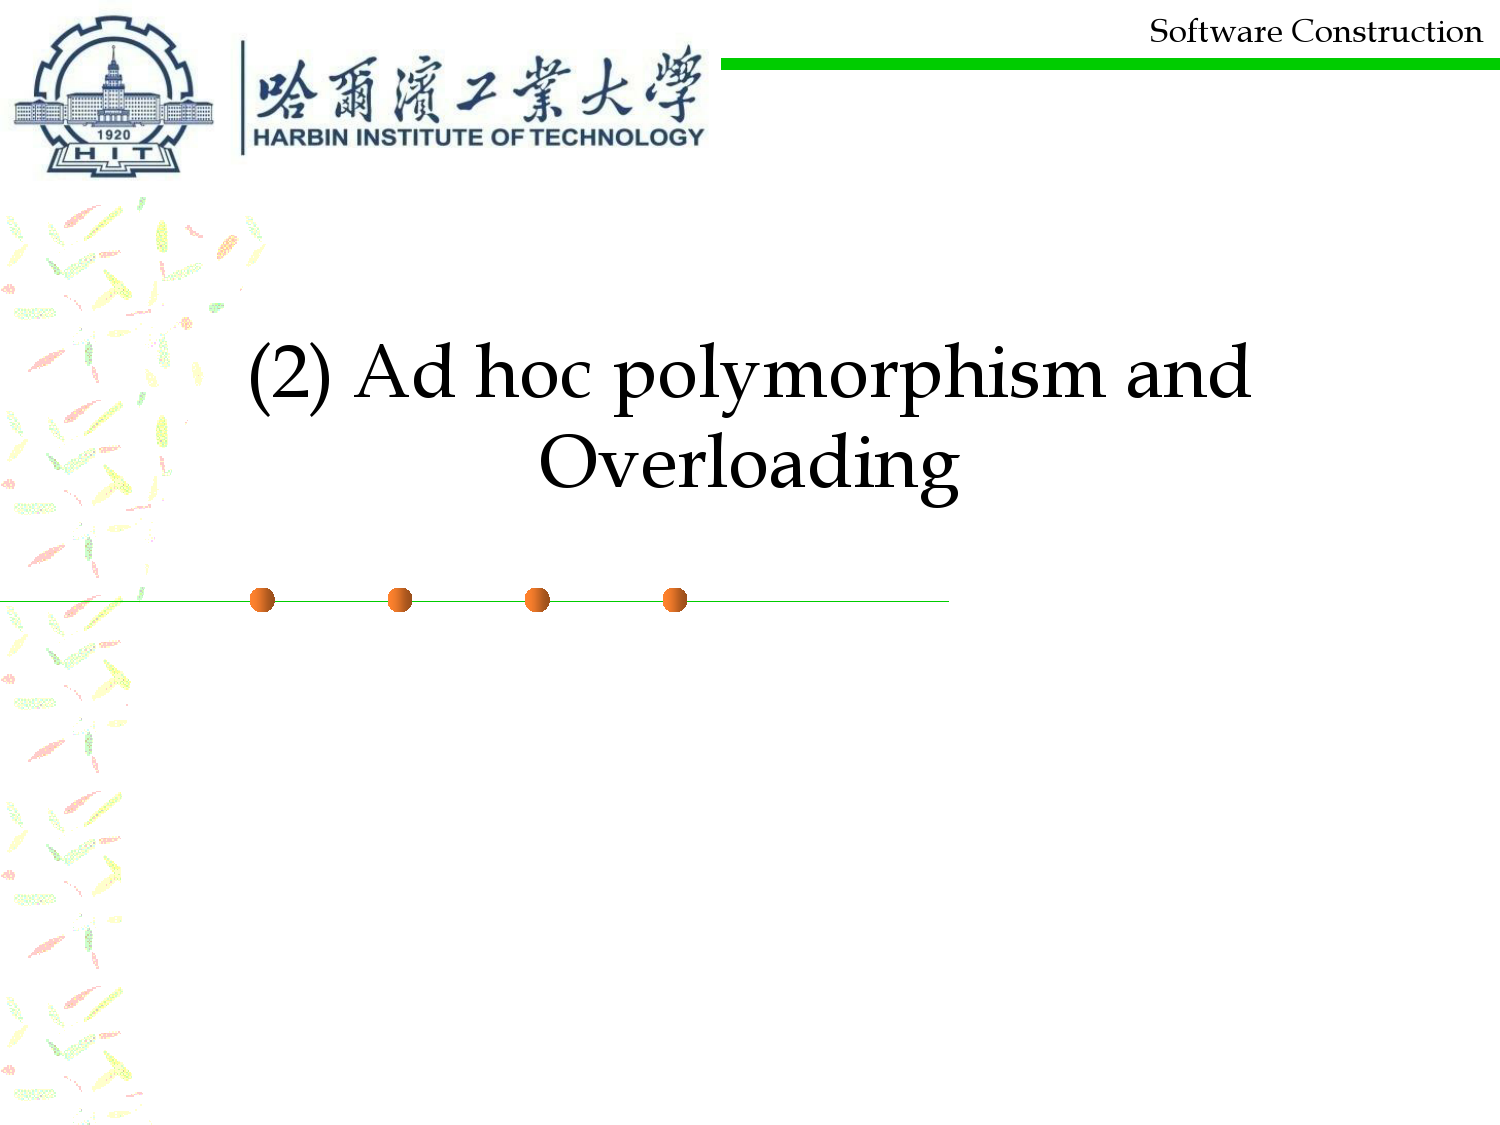 Software Construction
哈爾濱工業大學
HARBIN INSTITUTE OF TECHNOLOGY
1920
HIT
(2) Ad hoc polymorphism and
Overloading